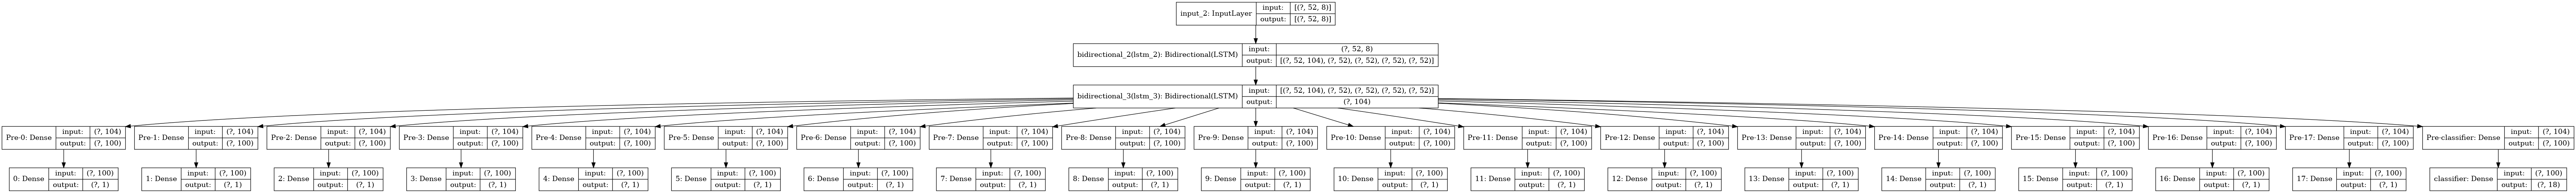 input_2: InputLayer input: [(?, 52, 8)]
output: [(?, 52, 8)]
bidirectional_2(lstm_2): Bidirectional(LSTM) input: (?, 52, 8)
output: [(?, 52, 104), (?, 52), (?, 52), (?, 52), (?, 52)]
bidirectional_3(lstm_3): Bidirectional(LSTM) input: [(?, 52, 104), (?, 52), (?, 52), (?, 52), (?, 52)]
output: (?, 104)
Pre-0: Dense input: (?, 104)
output: (?, 100)
Pre-1: Dense input: (?, 104)
output: (?, 100)
Pre-2: Dense input: (?, 104)
output: (?, 100)
Pre-3: Dense input: (?, 104)
output: (?, 100)
Pre-4: Dense input: (?, 104)
output: (?, 100)
Pre-5: Dense input: (?, 104)
output: (?, 100)
Pre-6: Dense input: (?, 104)
output: (?, 100)
Pre-7: Dense input: (?, 104)
output: (?, 100)
Pre-8: Dense input: (?, 104)
output: (?, 100)
Pre-9: Dense input: (?, 104)
output: (?, 100)
Pre-10: Dense input: (?, 104)
output: (?, 100)
Pre-11: Dense input: (?, 104)
output: (?, 100)
Pre-12: Dense input: (?, 104)
output: (?, 100)
Pre-13: Dense input: (?, 104)
output: (?, 100)
Pre-14: Dense input: (?, 104)
output: (?, 100)
Pre-15: Dense input: (?, 104)
output: (?, 100)
Pre-16: Dense input: (?, 104)
output: (?, 100)
Pre-17: Dense input: (?, 104)
output: (?, 100)
Pre-classifier: Dense input: (?, 104)
output: (?, 100)
0: Dense input: (?, 100)
output: (?, 1)
1: Dense input: (?, 100)
output: (?, 1)
2: Dense input: (?, 100)
output: (?, 1)
3: Dense input: (?, 100)
output: (?, 1)
4: Dense input: (?, 100)
output: (?, 1)
5: Dense input: (?, 100)
output: (?, 1)
6: Dense input: (?, 100)
output: (?, 1)
7: Dense input: (?, 100)
output: (?, 1)
8: Dense input: (?, 100)
output: (?, 1)
9: Dense input: (?, 100)
output: (?, 1)
10: Dense input: (?, 100)
output: (?, 1)
11: Dense input: (?, 100)
output: (?, 1)
12: Dense input: (?, 100)
output: (?, 1)
13: Dense input: (?, 100)
output: (?, 1)
14: Dense input: (?, 100)
output: (?, 1)
15: Dense input: (?, 100)
output: (?, 1)
16: Dense input: (?, 100)
output: (?, 1)
17: Dense input: (?, 100)
output: (?, 1)
classifier: Dense input: (?, 100)
output: (?, 18)